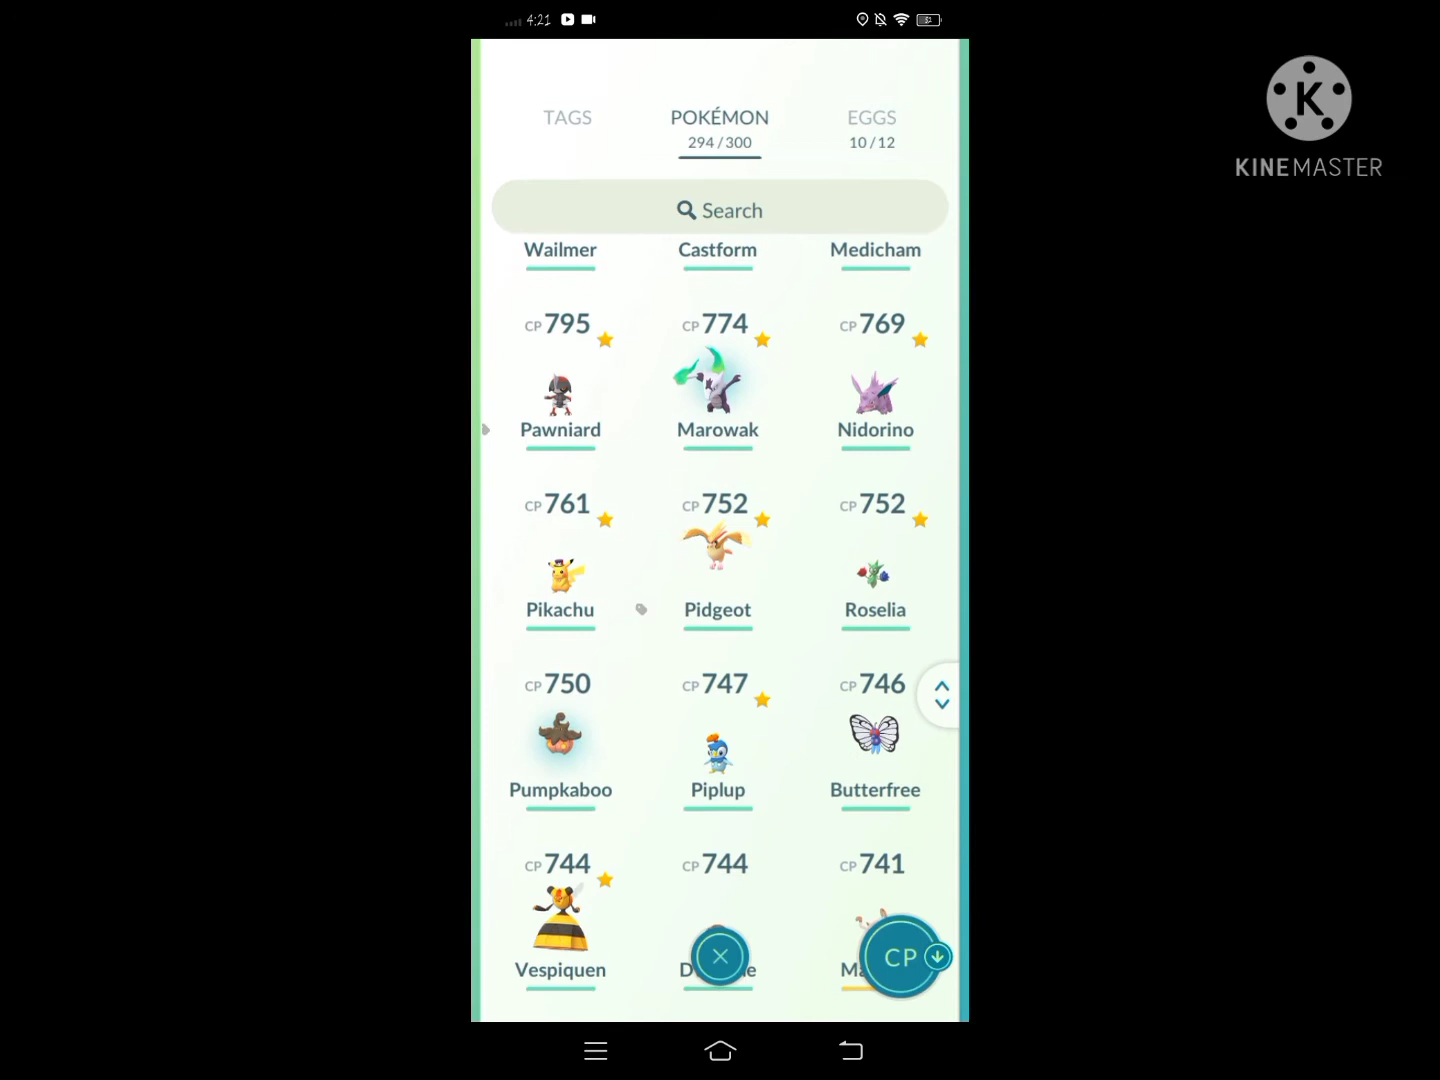 4:21
TAGS POKÉMON EGGS
294 / 300 10 / 12
Search
Wailmer Castform Medicham
CP 795 CP 774 CP 769
Pawniard Marowak Nidorino
CP 761 CP 752 CP 752
Pikachu Pidgeot Roselia
CP 750 CP 747 CP 746
Pumpkaboo Piplup Butterfree
CP 744 CP 744 CP 741
Vespiquen
CP
K
KINEMASTER